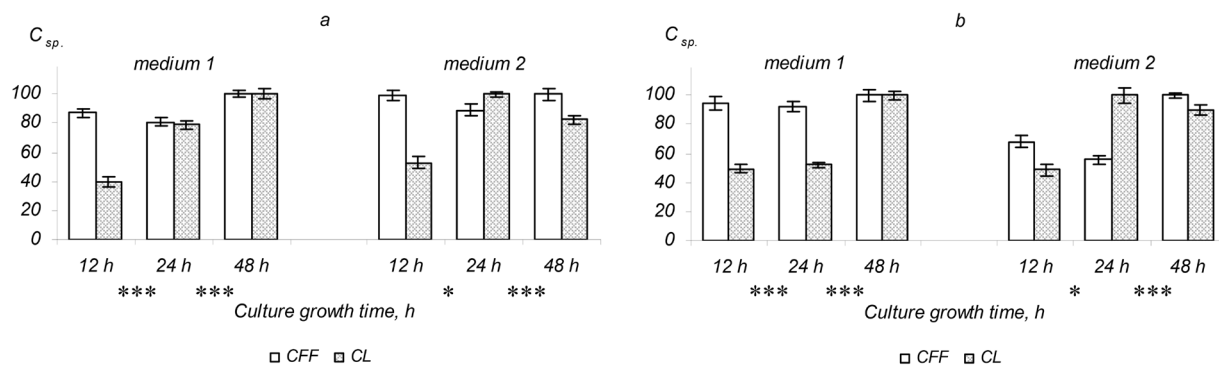 a
C sp.
medium 1 medium 2
100
80
60
40
20
0
12 h 24 h 48 h 12 h 24 h 48 h
*** *** * ***
Culture growth time, h
CFF CL
b
C sp.
medium 1 medium 2
100
80
60
40
20
0
12 h 24 h 48 h 12 h 24 h 48 h
*** *** * ***
Culture growth time, h
CFF CL